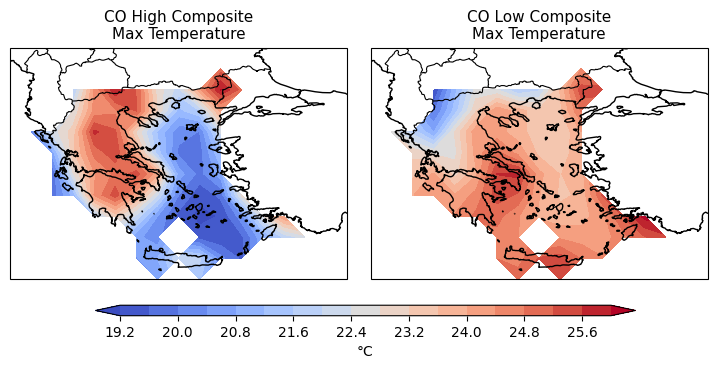 CO High Composite
Max Temperature
CO Low Composite
Max Temperature
19.2 20.0 20.8 21.6 22.4 23.2 24.0 24.8 25.6
°C